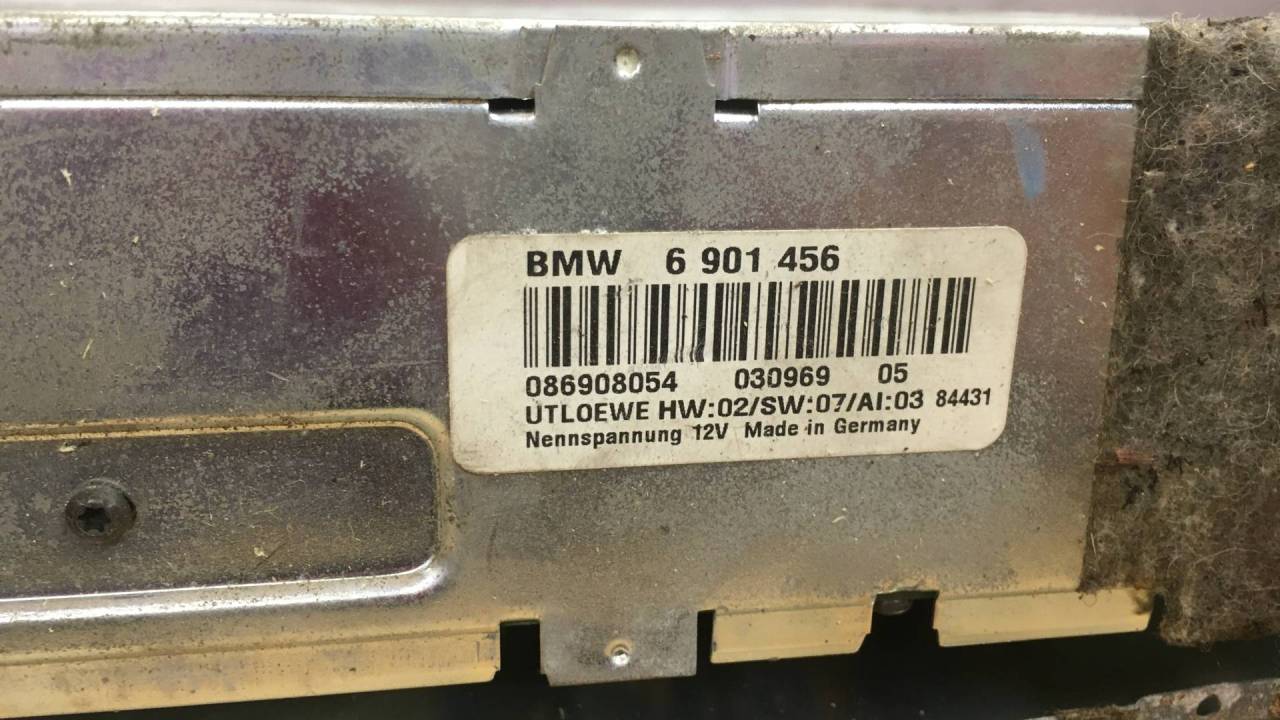 BMW 6 901 456
086908054 030969 05
UTLOEWE HW:02/SW:07/AI:03 84431
Nennspannung 12V Made in Germany